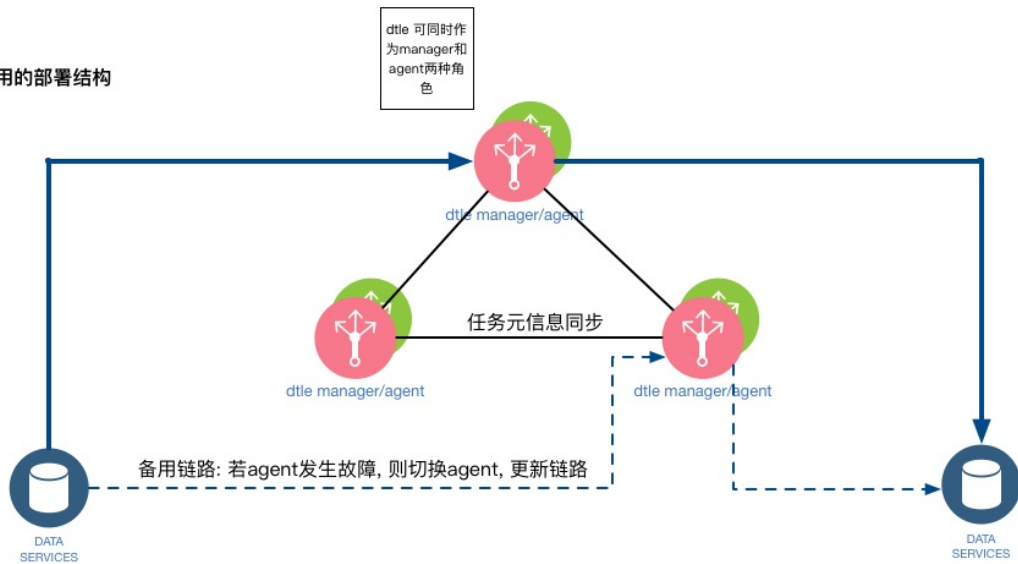 dtle 可同时作
为manager和
agent两种角
色
用的部署结构
dtle manager/agent
任务元信息同步
dtle manager/agent
dtle manager/agent
备用链路: 若agent发生故障, 则切换agent, 更新链路
DATA
SERVICES
DATA
SERVICES